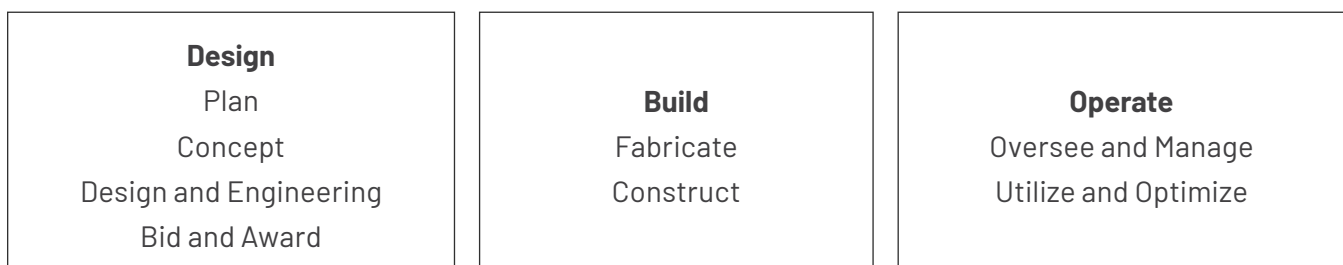 Design
Plan
Concept
Design and Engineering
Bid and Award
Build
Fabricate
Construct
Operate
Oversee and Manage
Utilize and Optimize